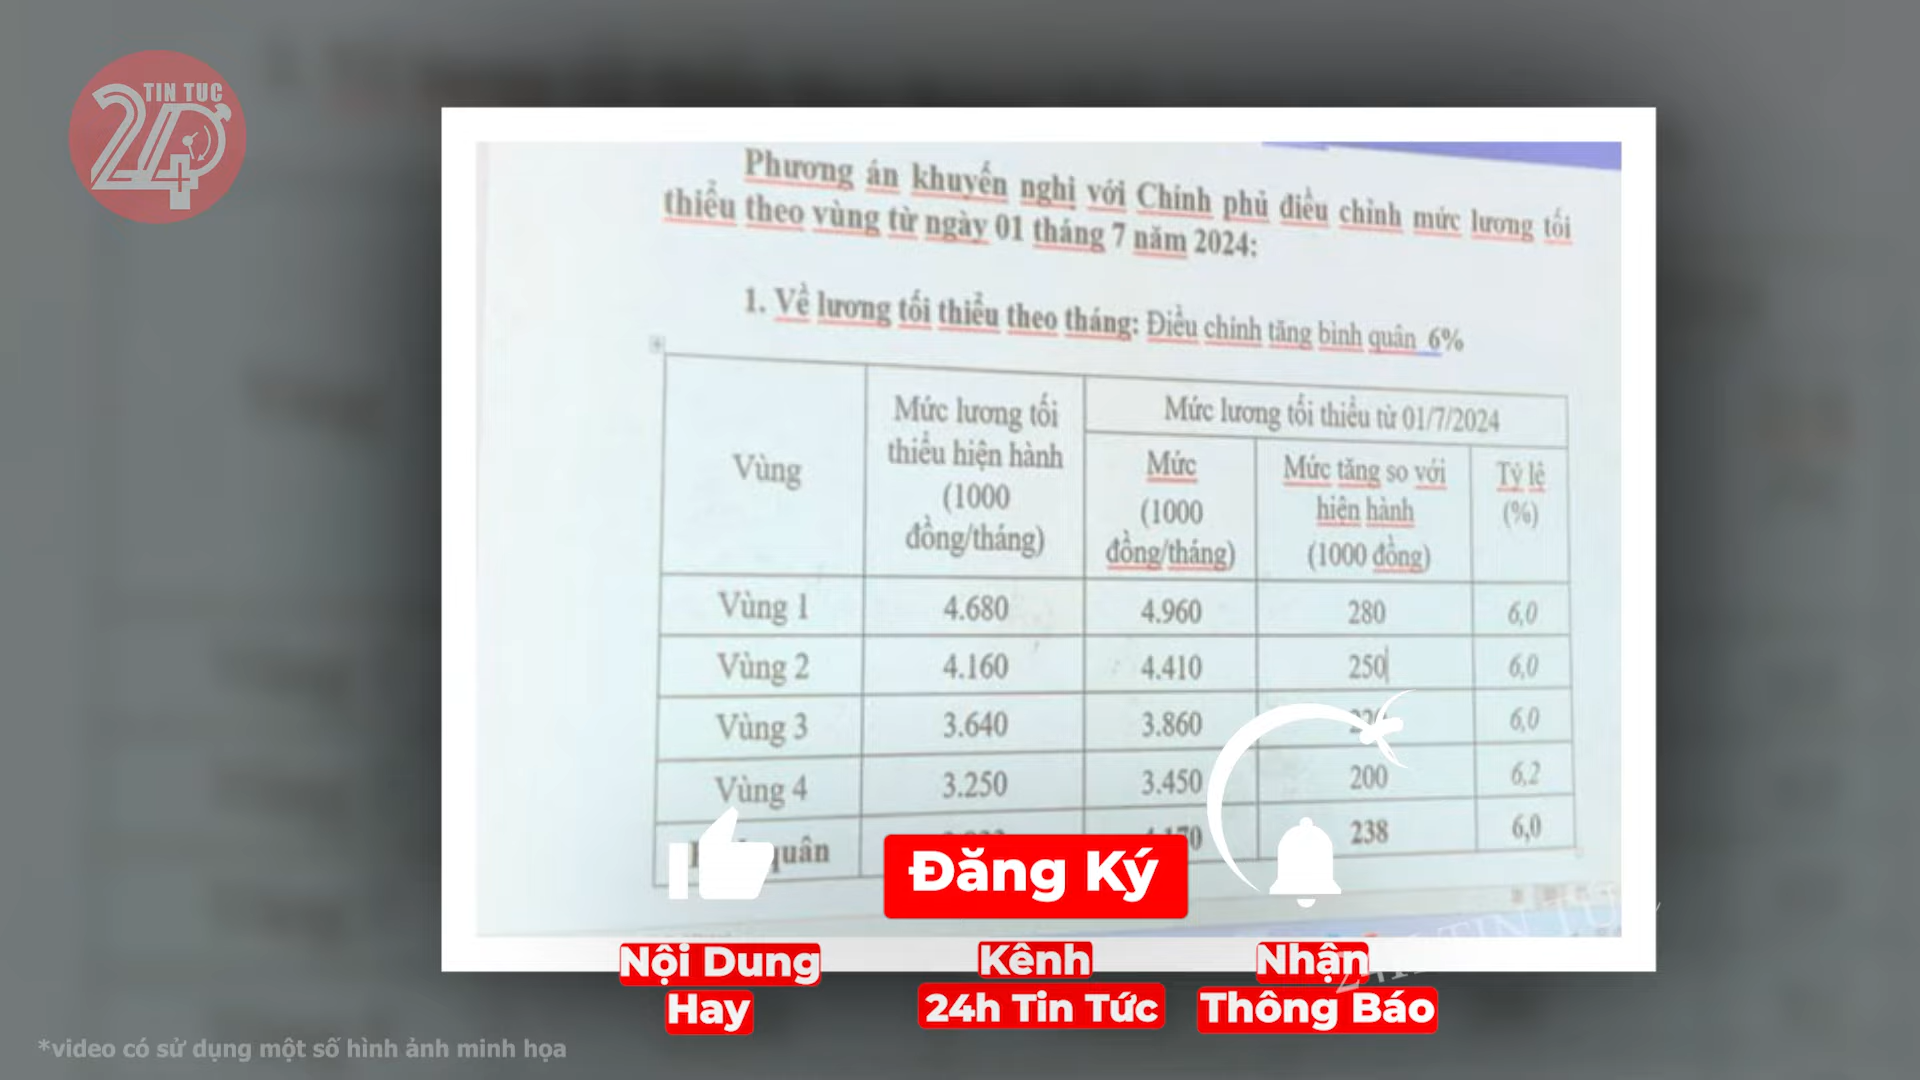 TIN TUC
24
Phương án khuyến nghị với Chính phủ điều chỉnh mức lương tối
thiểu theo vùng từ ngày 01 tháng 7 năm 2024:
1. Về lương tối thiểu theo tháng: Điều chỉnh tăng bình quân 6%
Vùng
Mức lương tối
thiểu hiện hành
(1000
đồng/tháng)
Mức lương tối thiểu từ 01/7/2024
Mức
(1000
đồng/tháng)
Mức tăng so với
hiện hành
(1000 đồng)
Tỷ lệ
(%)
Vùng 1 4.680 4.960 280 6,0
Vùng 2 4.160 4.410 250 6,0
Vùng 3 3.640 3.860 6,0
Vùng 4 3.250 3.450 200 6,2
quân 238 6,0
Đăng Ký
Nội Dung
Hay
Kênh
24h Tin Tức
Nhận
Thông Báo
*video có sử dụng một số hình ảnh minh họa